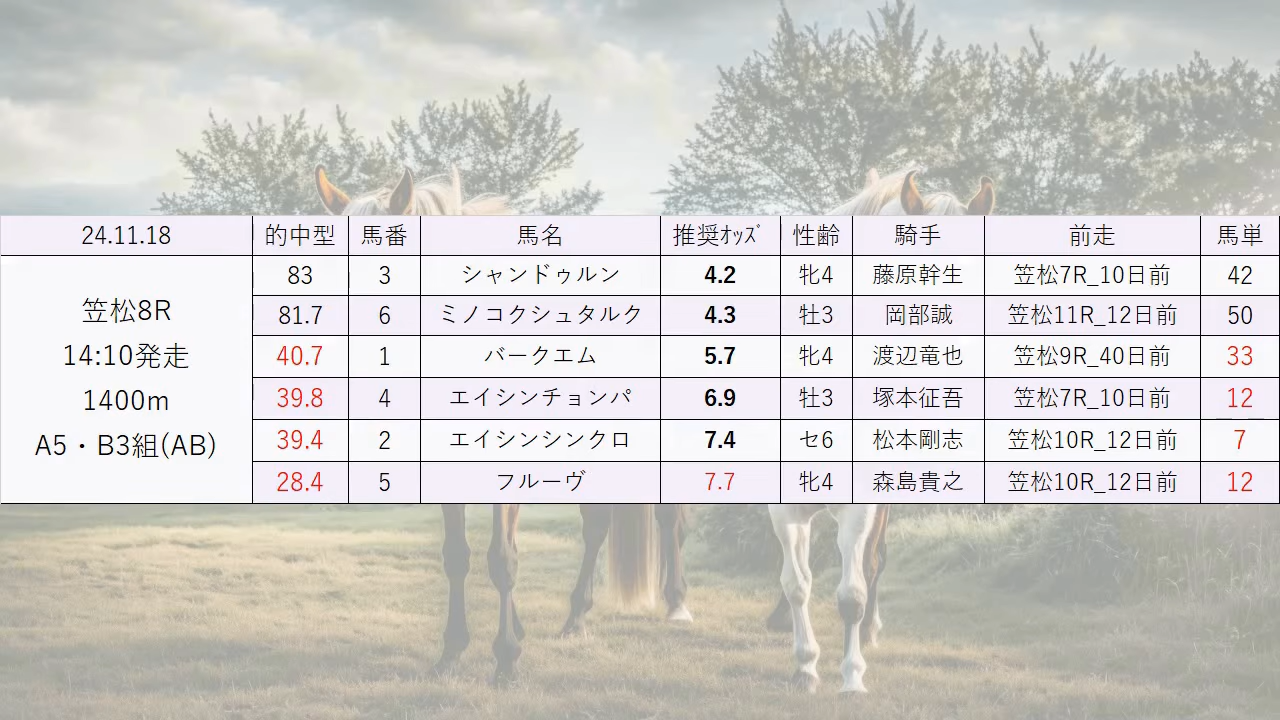 24.11.18 的中型 馬番 馬名 推奨ｵｯｽﾞ 性齢 騎手 前走 馬単
笠松8R
14:10発走
1400m
A5・B3組(AB)
83 3 シャンドゥルン 4.2 牝4 藤原幹生 笠松7R_10日前 42
81.7 6 ミノコクシュタルク 4.3 牡3 岡部誠 笠松11R_12日前 50
40.7 1 バークエム 5.7 牝4 渡辺竜也 笠松9R_40日前 33
39.8 4 エイシンチョンパ 6.9 牡3 塚本征吾 笠松7R_10日前 12
39.4 2 エイシンシンクロ 7.4 セ6 松本剛志 笠松10R_12日前 7
28.4 5 フルーヴ 7.7 牝4 森島貴之 笠松10R_12日前 12